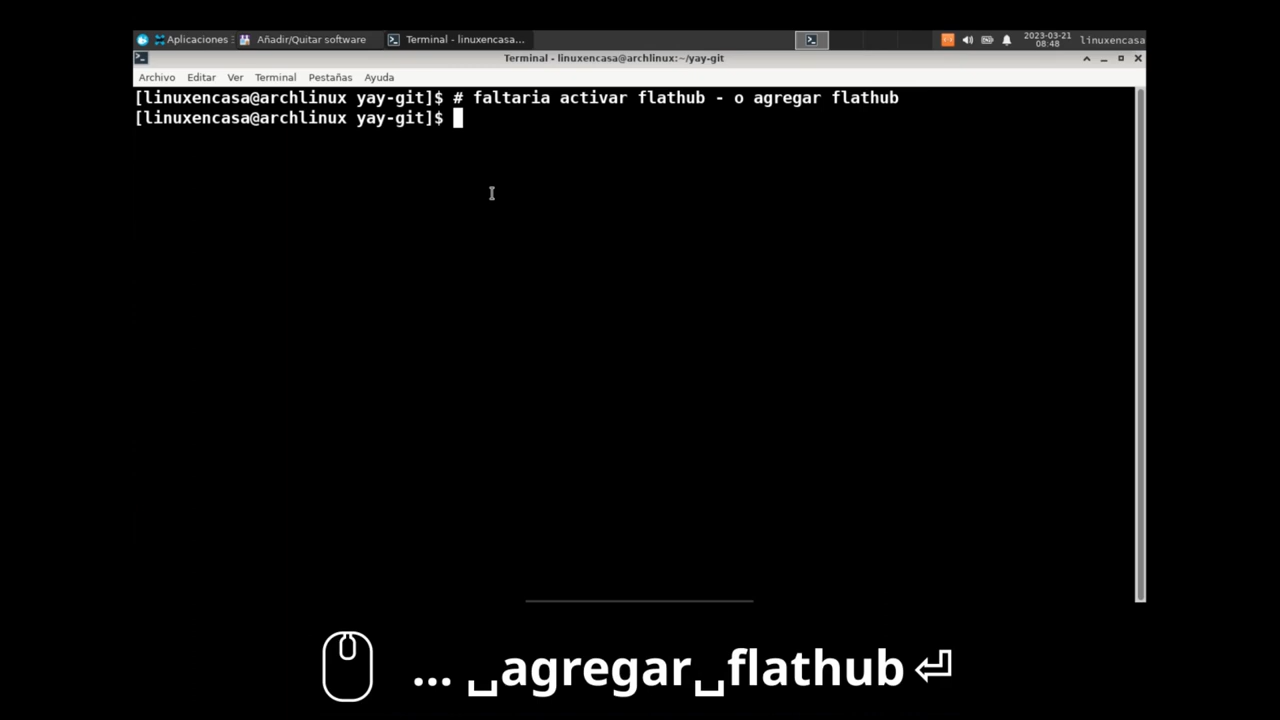 Aplicaciones
Añadir/Quitar software
Terminal - linuxencasa...
2023-03-21
08:48
linuxencasa
Terminal - linuxencasa@archlinux:~/yay-git
Archivo Editar Ver Terminal Pestañas Ayuda
[linuxencasa@archlinux yay-git]$ # faltaria activar flathub - o agregar flathub
[linuxencasa@archlinux yay-git]$
... ␣agregar␣flathub⏎